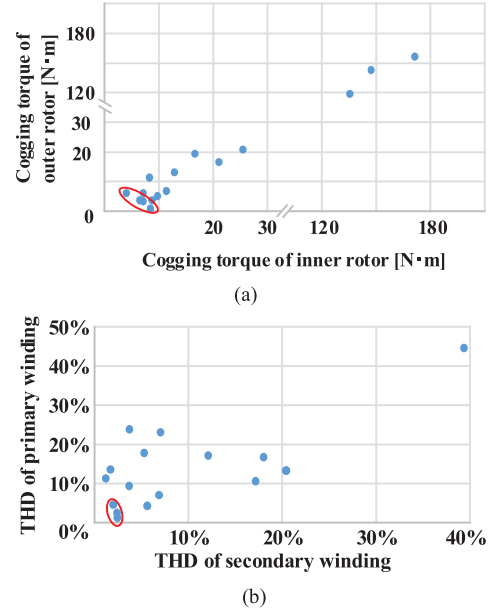 180
150
120
30
20
0
Cogging torque of
outer rotor [N·m]
20 30 120 180
Cogging torque of inner rotor [N·m]
(a)
50%
40%
30%
20%
10%
0%
THD of primary winding
10% 20% 30% 40%
THD of secondary winding
(b)